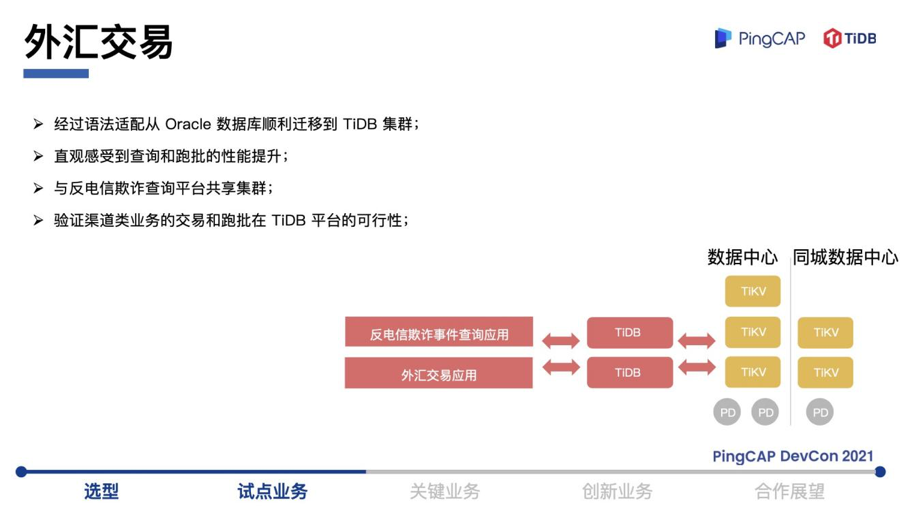 外汇交易
PingCAP TiDB
经过语法适配从 Oracle 数据库顺利迁移到 TiDB 集群；
直观感受到查询和跑批的性能提升；
与反电信欺诈查询平台共享集群；
验证渠道类业务的交易和跑批在 TiDB 平台的可行性；
数据中心 同城数据中心
TiKV
反电信欺诈事件查询应用 TiDB TiKV TiKV
外汇交易应用 TiDB TiKV TiKV
PD PD PD
PingCAP DevCon 2021
选型 试点业务 关键业务 创新业务 合作展望